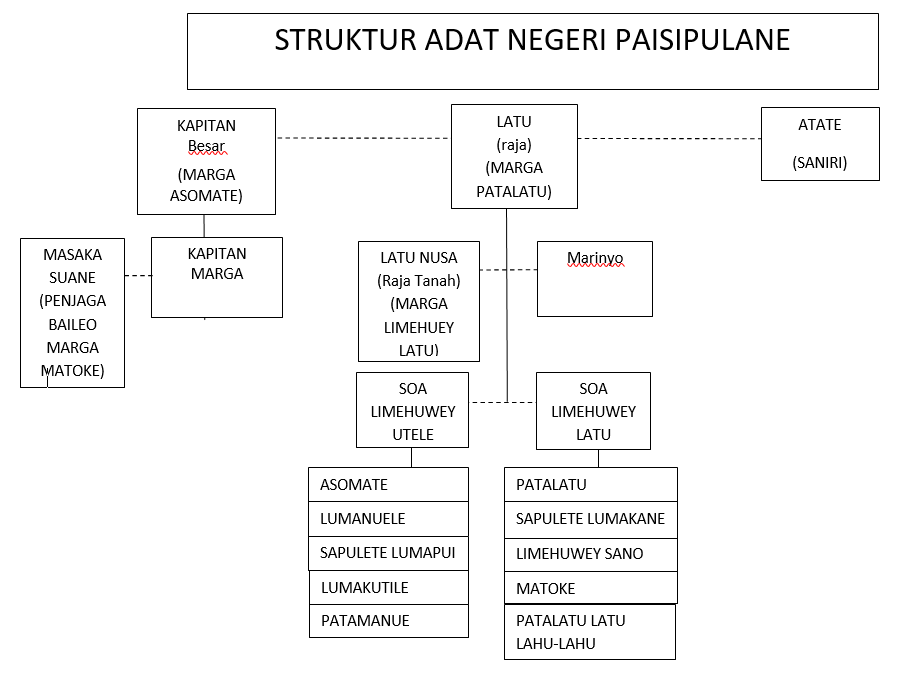 STRUKTUR ADAT NEGERI PAISIPULANE
KAPITAN
Besar
(MARGA
ASOMATE)
LATU
(raja)
(MARGA
PATALATU)
ATATE
(SANIRI)
MASAKA
SUANE
(PENJAGA
BAILEO
MARGA
MATOKE)
KAPITAN
MARGA
LATU NUSA
(Raja Tanah)
(MARGA
LIMEHUEY
LATU)
Marinyo
SOA
LIMEHUWEY
UTELE
SOA
LIMEHUWEY
LATU
ASOMATE
LUMANUELE
SAPULETE LUMAPUI
LUMAKUTILE
PATAMANUE
PATALATU
SAPULETE LUMAKANE
LIMEHUWEY SANO
MATOKE
PATALATU LATU
LAHU-LAHU